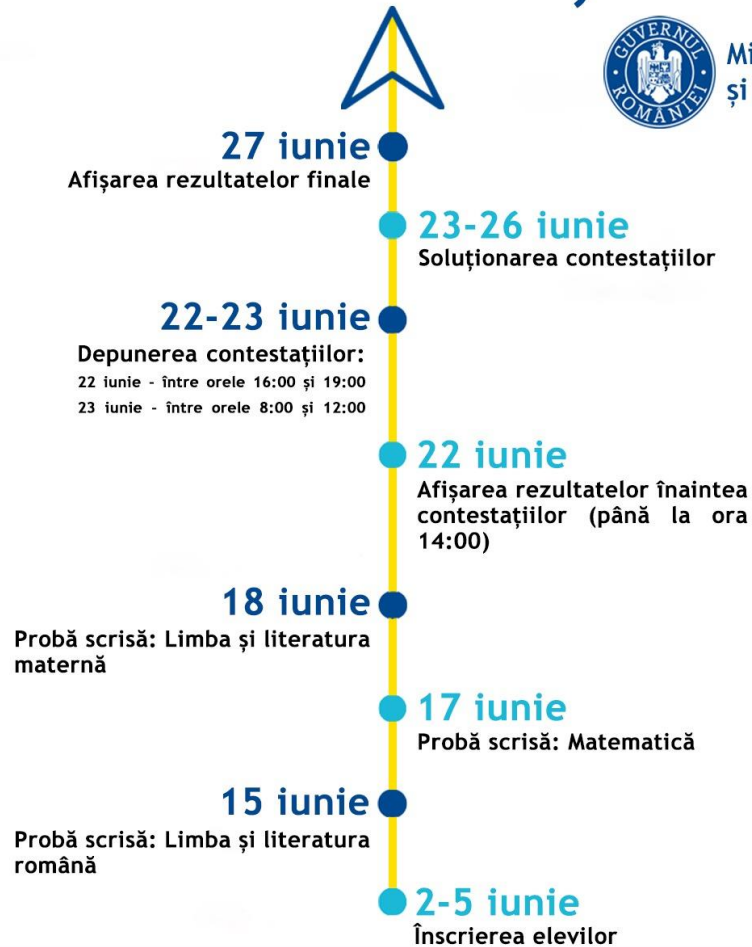 GUVERNUL ROMÂNIEI
Mi
și
27 iunie
Afișarea rezultatelor finale
23-26 iunie
Soluționarea contestațiilor
22-23 iunie
Depunerea contestațiilor:
22 iunie - între orele 16:00 și 19:00
23 iunie - între orele 8:00 și 12:00
22 iunie
Afișarea rezultatelor înaintea
contestațiilor (până la ora
14:00)
18 iunie
Probă scrisă: Limba și literatura
maternă
17 iunie
Probă scrisă: Matematică
15 iunie
Probă scrisă: Limba și literatura
română
2-5 iunie
Înscrierea elevilor